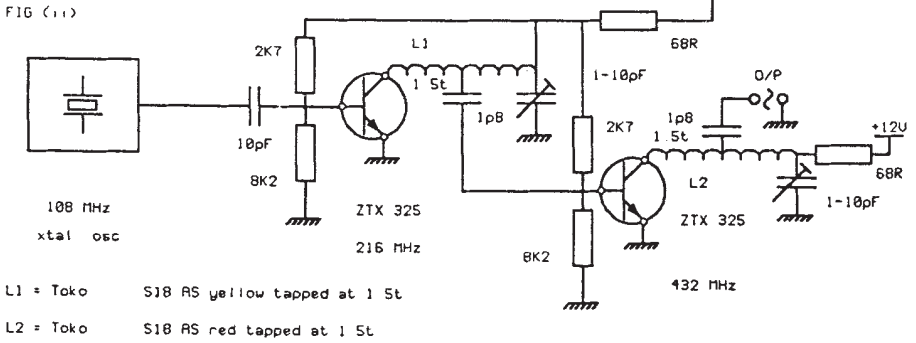 FIG (11)
68R
2K7
L1
1 5t
1-10pF
O/P
1p8
2K7
1p8
1.5t
+12V
10pF
68R
L2
8K2
1-10pF
108 MHz
xtal osc
ZTX 325
ZTX 325
216 MHz
8K2
432 MHz
L1 = Toko S18 AS yellow tapped at 1 5t
L2 = Toko S18 AS red tapped at 1 5t